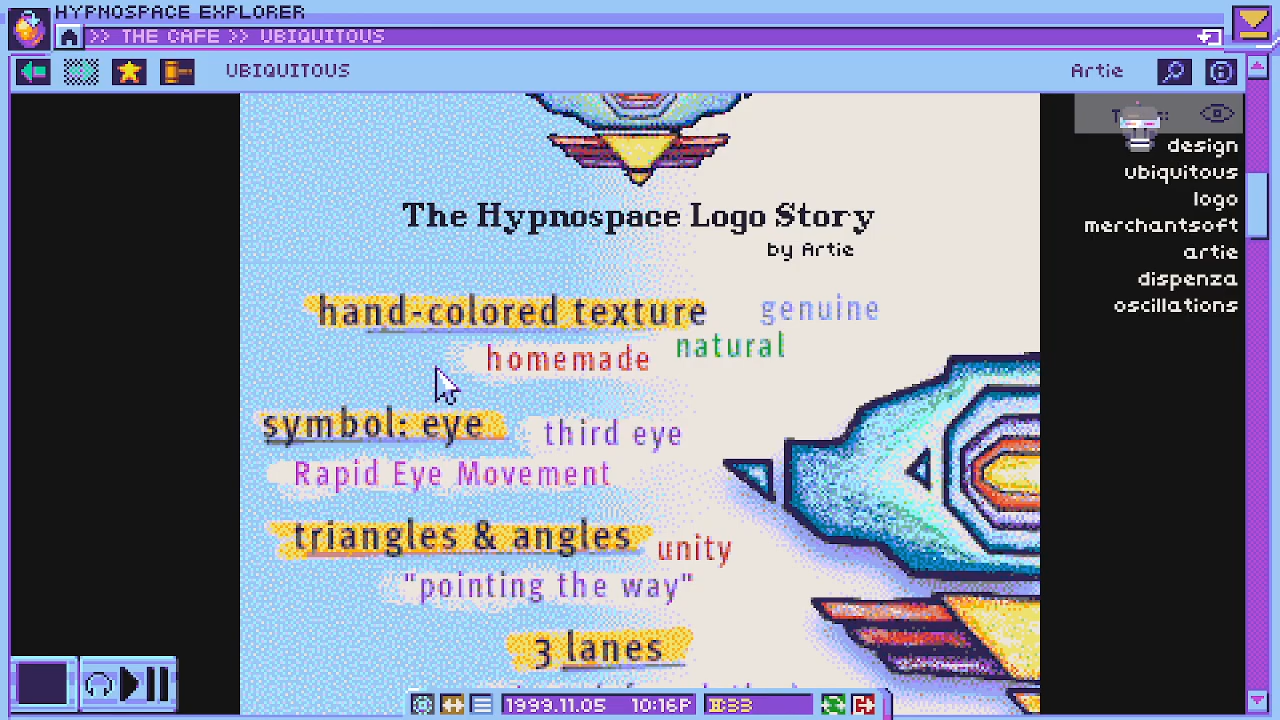 HYPNOSPACE EXPLORER
>> THE CAFE >> UBIQUITOUS
UBIQUITOUS
Artie
design
ubiquitous
logo
merchantsoft
artie
dispenza
oscillations
The Hypnospace Logo Story
by Artie
hand-colored texture
genuine
homemade
natural
symbol: eye
third eye
Rapid Eye Movement
triangles & angles
unity
"pointing the way"
3 lanes
1999.11.05 10:16P